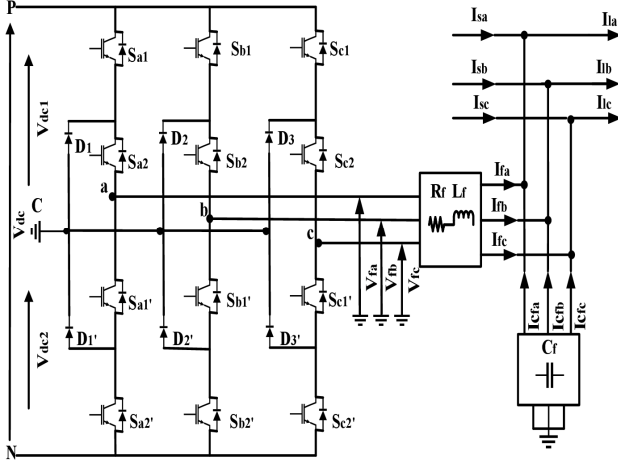 P
Isa
Ila
Sa1
Sb1
Sc1
Isb
Ilb
Isc
Ilc
Vdc1
D1
D2
D3
Sa2
Sb2
Sc2
a
Rf Lf
Ifa
Vdc
C
b
Ifb
c
Ifc
Vfa
Vfb
Vfc
Sa1'
Sb1'
Sc1'
Icfa
Icfb
Icfc
Vdc2
D1'
D2'
D3'
Cf
Sa2'
Sb2'
Sc2'
N